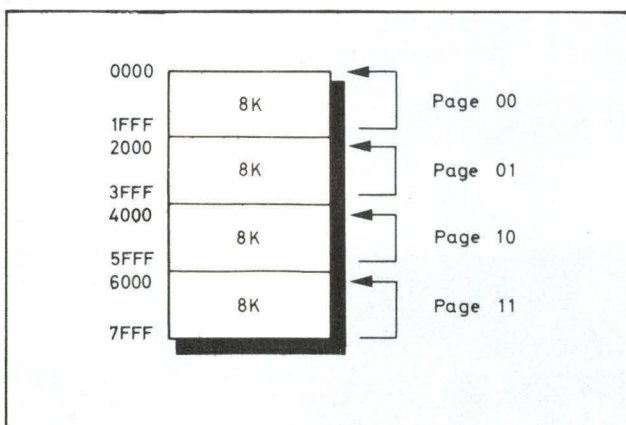 0000
8K
Page 00
1FFF
2000
8K
Page 01
3FFF
4000
8K
Page 10
5FFF
6000
8K
Page 11
7FFF